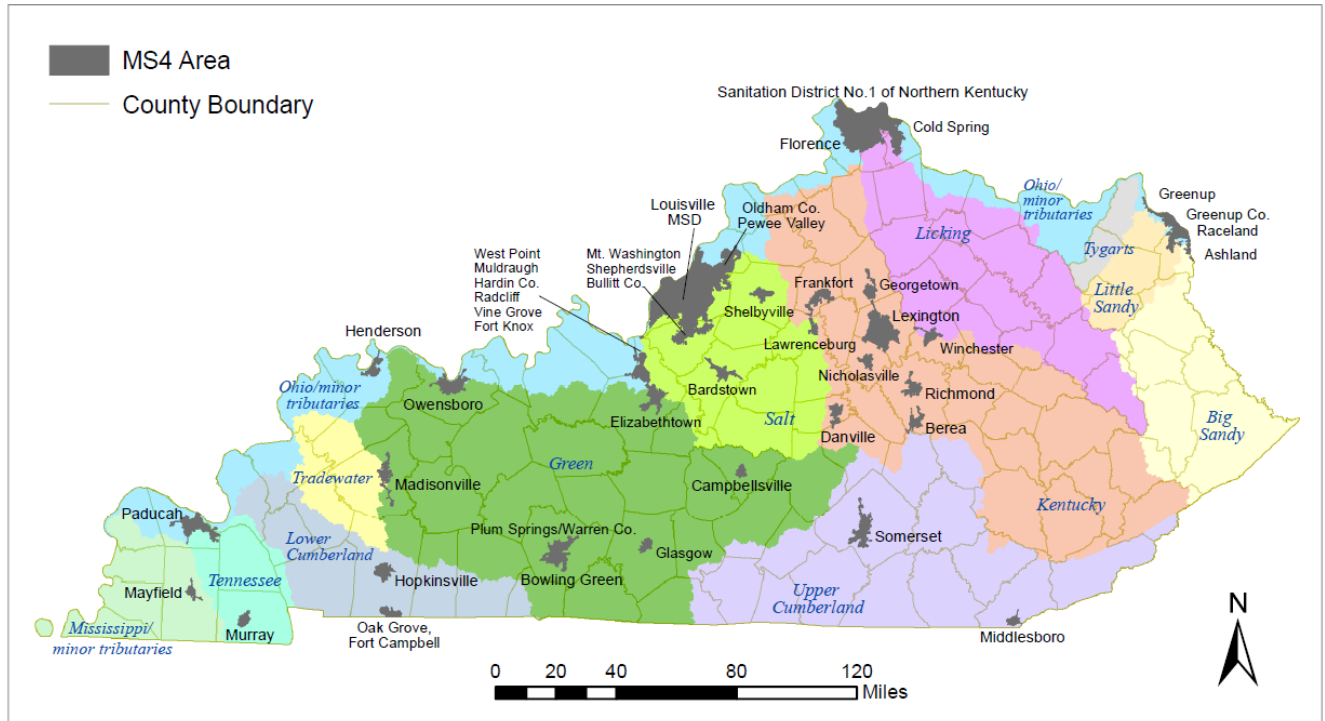 MS4 Area
County Boundary
Sanitation District No.1 of Northern Kentucky
Cold Spring
Florence
Ohio/
minor
tributaries
Greenup
Greenup Co.
Raceland
Ashland
Louisville
MSD
Oldham Co.
Pewee Valley
Licking
Tygarts
West Point
Muldraugh
Hardin Co.
Radcliff
Vine Grove
Fort Knox
Mt. Washington
Shepherdsville
Bullitt Co.
Frankfort
Georgetown
Little
Sandy
Shelbyville
Lexington
Henderson
Lawrenceburg
Winchester
Nicholasville
Bardstown
Richmond
Ohio/minor
tributaries
Owensboro
Elizabethtown
Salt
Danville
Berea
Big
Sandy
Tradewater
Madisonville
Green
Campbellsville
Kentucky
Paducah
Lower
Cumberland
Plum Springs/Warren Co.
Glasgow
Somerset
Tennessee
Hopkinsville
Bowling Green
Mayfield
Upper
Cumberland
Murray
Oak Grove,
Fort Campbell
Middlesboro
Mississippi/
minor tributaries
N
0 20 40 80 120
Miles